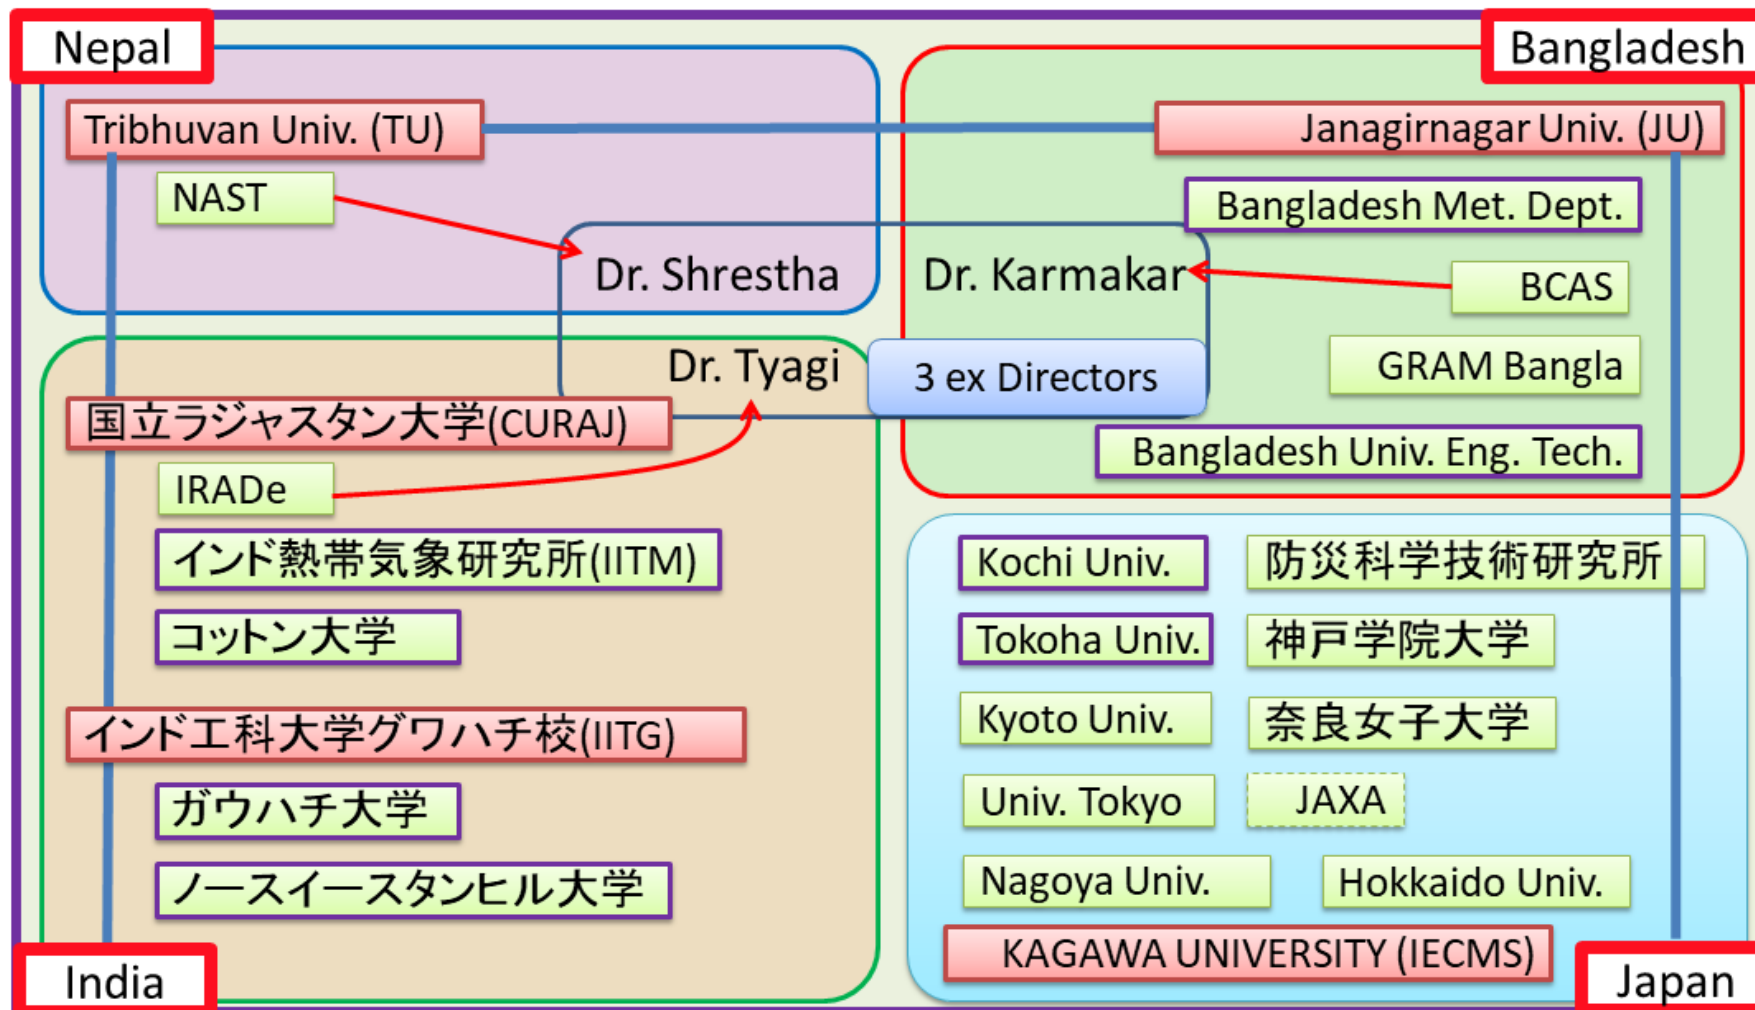 Nepal
Tribhuvan Univ. (TU)
NAST
Dr. Shrestha
Bangladesh
Janagirnagar Univ. (JU)
Bangladesh Met. Dept.
Dr. Karmakar
BCAS
GRAM Bangla
Bangladesh Univ. Eng. Tech.
3 ex Directors
Dr. Tyagi
国立ラジャスタン大学(CURAJ)
IRADe
インド熱帯気象研究所(IITM)
コットン大学
インド工科大学グワハチ校(IITG)
ガウハチ大学
ノースイースタンヒル大学
India
Kochi Univ.
防災科学技術研究所
Tokoha Univ.
神戸学院大学
Kyoto Univ.
奈良女子大学
Univ. Tokyo
JAXA
Nagoya Univ.
Hokkaido Univ.
KAGAWA UNIVERSITY (IECMS)
Japan